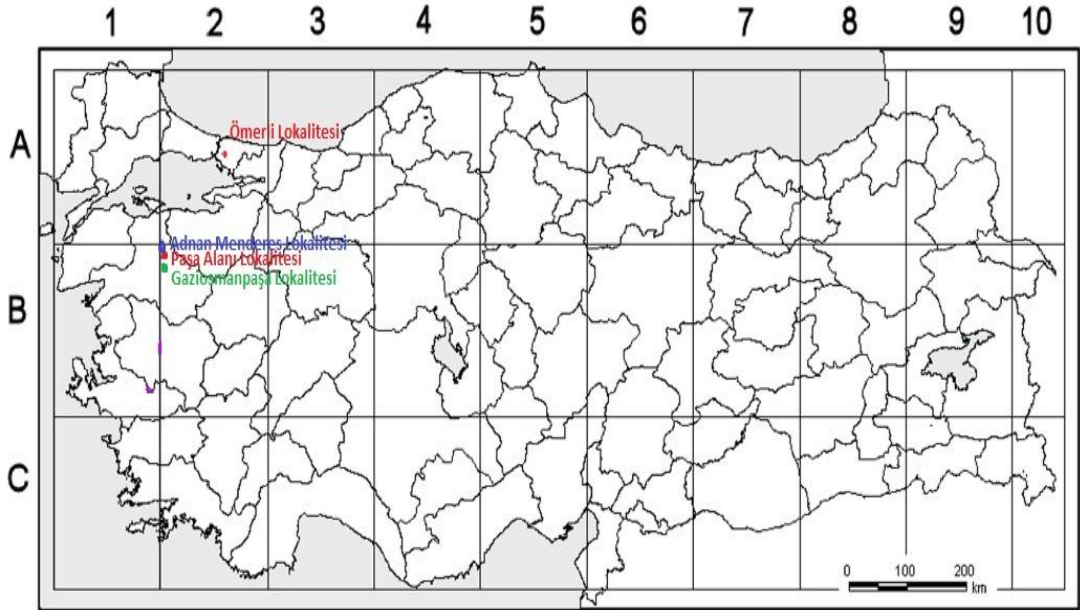 1 2 3 4 5 6 7 8 9 10
A
Ömerli Lokalitesi
Adnan Menderes Lokalitesi
Paşa Alanı Lokalitesi
Gaziosmanpaşa Lokalitesi
B
C
0 100 200
km